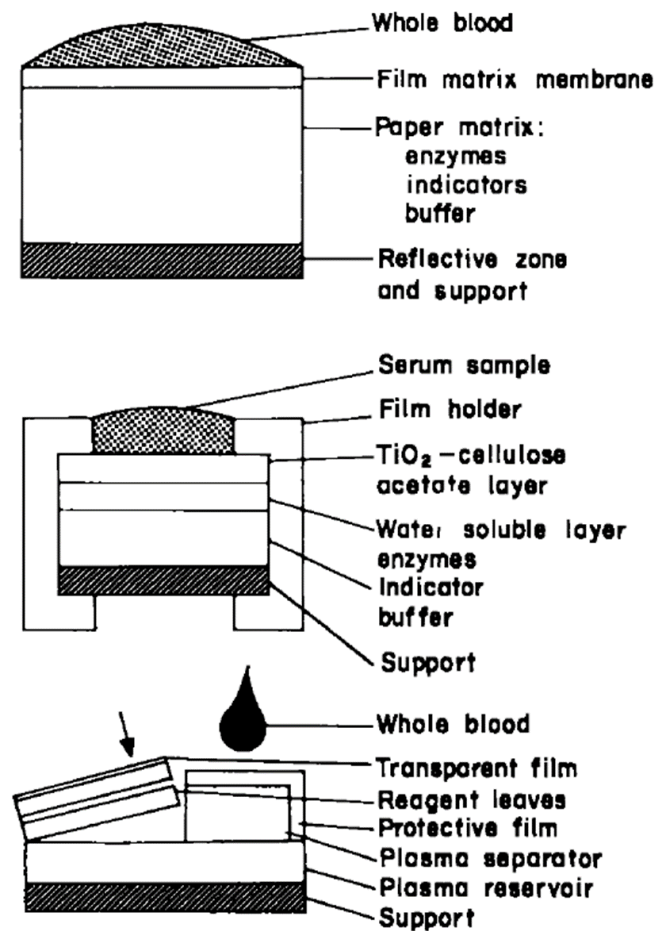 Whole blood
Film matrix membrane
Paper matrix:
enzymes
indicators
buffer
Reflective zone
and support
Serum sample
Film holder
TiO₂-cellulose
acetate layer
Water soluble layer
enzymes
Indicator
buffer
Support
Whole blood
Transparent film
Reagent leaves
Protective film
Plasma separator
Plasma reservoir
Support